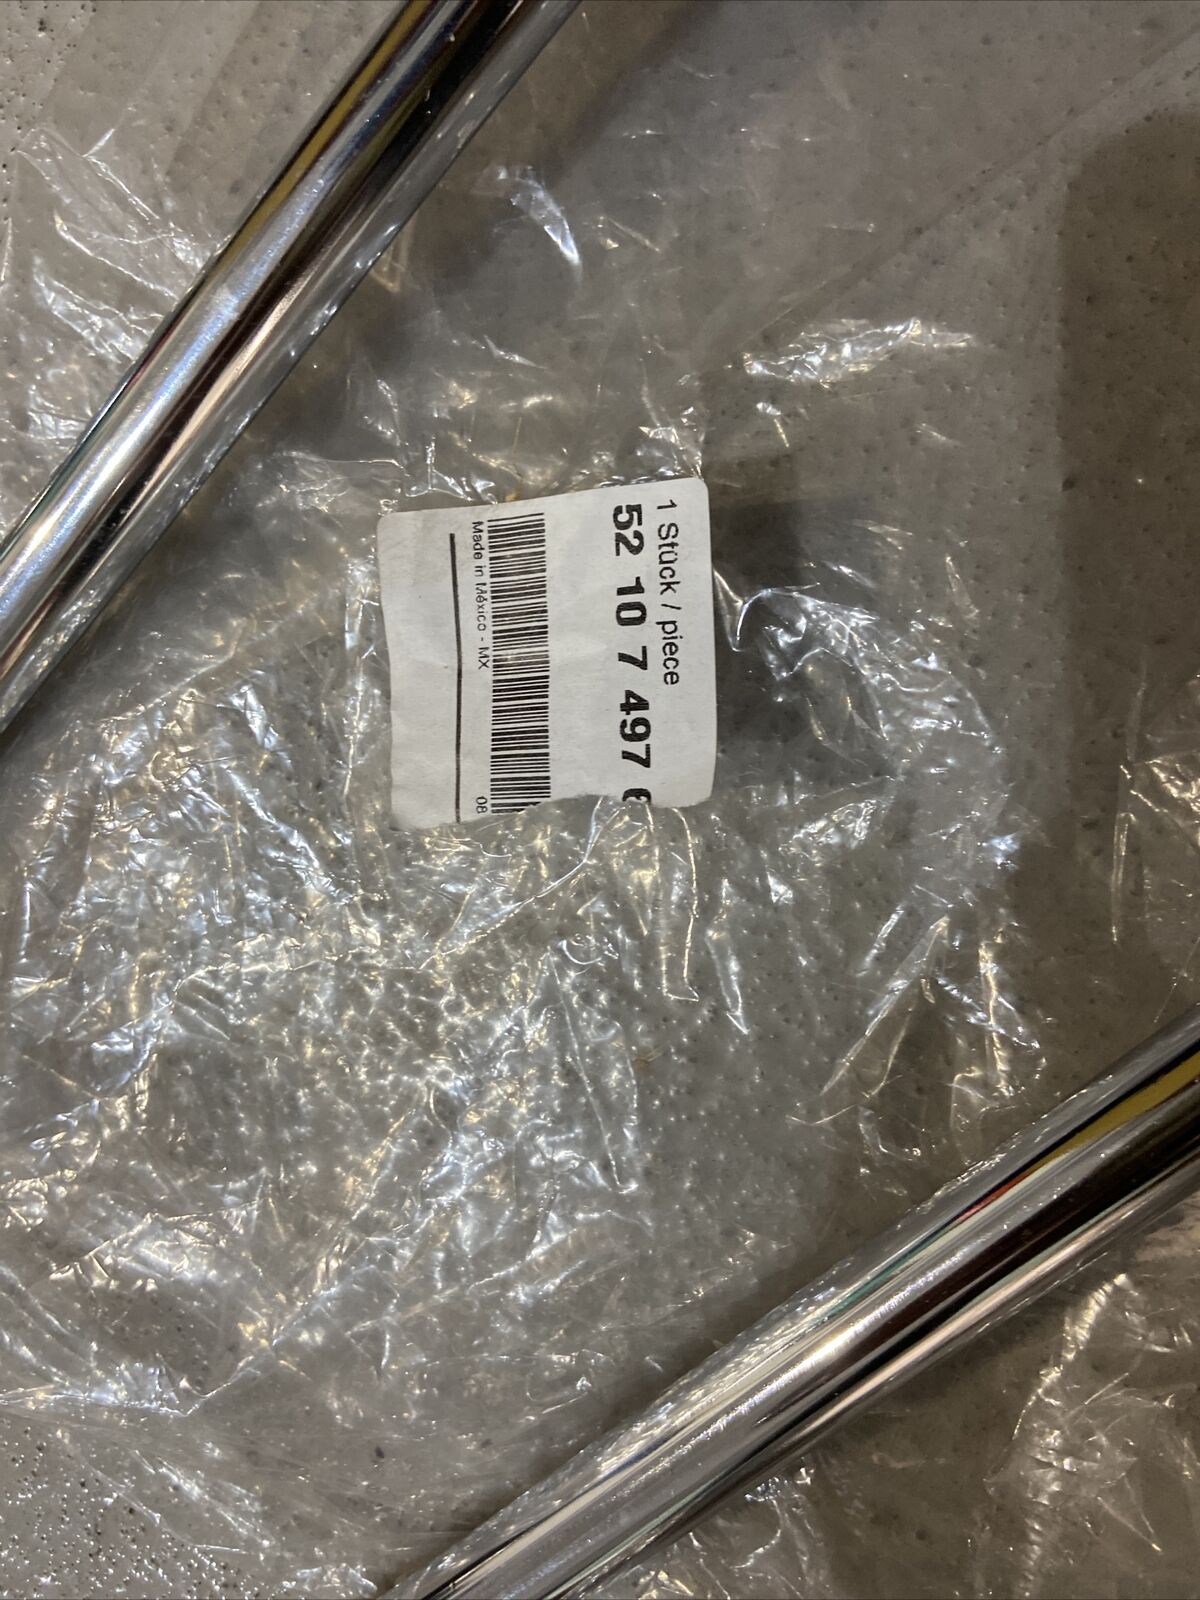 1 Stück / piece
52 10 7 497
Made in México - MX
08